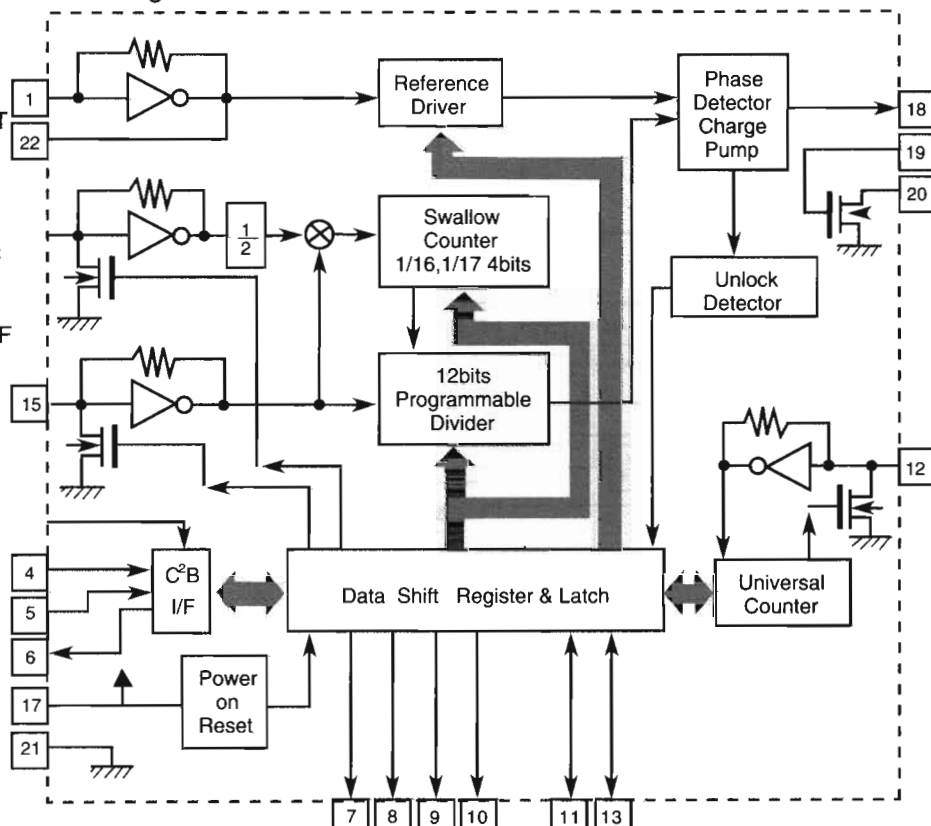 1
22
T
15
F
4
5
6
17
21
Reference
Driver
Phase
Detector
Charge
Pump
18
19
20
1/2
Swallow
Counter
1/16,1/17 4bits
Unlock
Detector
12bits
Programmable
Divider
12
C²B
I/F
Data Shift Register & Latch
Universal
Counter
Power
on
Reset
7 8 9 10 11 13